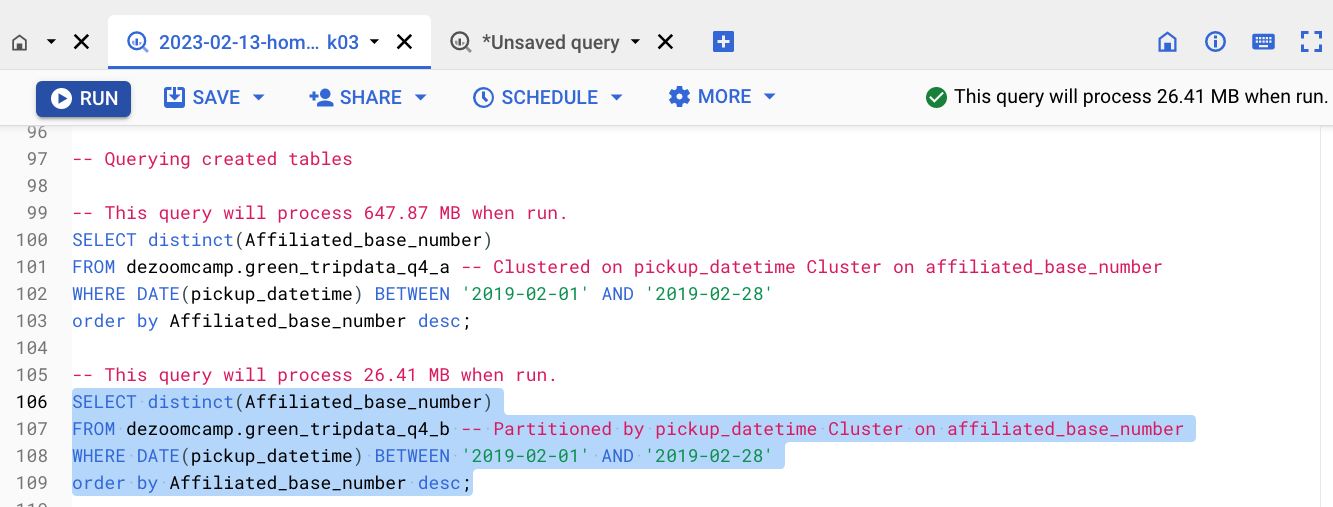 2023-02-13-hom... k03
*Unsaved query
RUN
SAVE
SHARE
SCHEDULE
MORE
This query will process 26.41 MB when run.
96
97 -- Querying created tables
98
99 -- This query will process 647.87 MB when run.
100 SELECT distinct(Affiliated_base_number)
101 FROM dezoomcamp.green_tripdata_q4_a -- Clustered on pickup_datetime Cluster on affiliated_base_number
102 WHERE DATE(pickup_datetime) BETWEEN '2019-02-01' AND '2019-02-28'
103 order by Affiliated_base_number desc;
104
105 -- This query will process 26.41 MB when run.
106 SELECT distinct(Affiliated_base_number)
107 FROM dezoomcamp.green_tripdata_q4_b -- Partitioned by pickup_datetime Cluster on affiliated_base_number
108 WHERE DATE(pickup_datetime) BETWEEN '2019-02-01' AND '2019-02-28'
109 order by Affiliated_base_number desc;
110